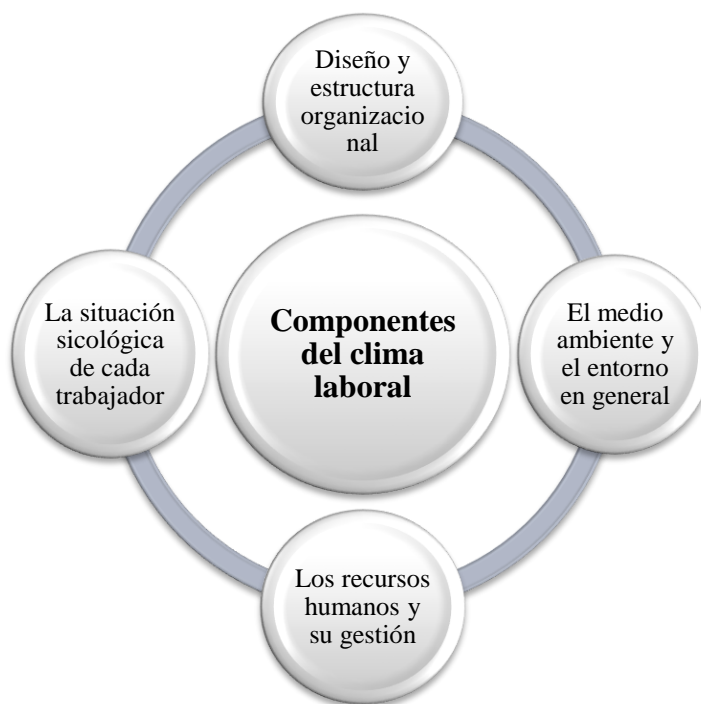 Diseño y
estructura
organizacio
nal
La situación
sicológica
de cada
trabajador
Componentes
del clima
laboral
El medio
ambiente y
el entorno
en general
Los recursos
humanos y
su gestión